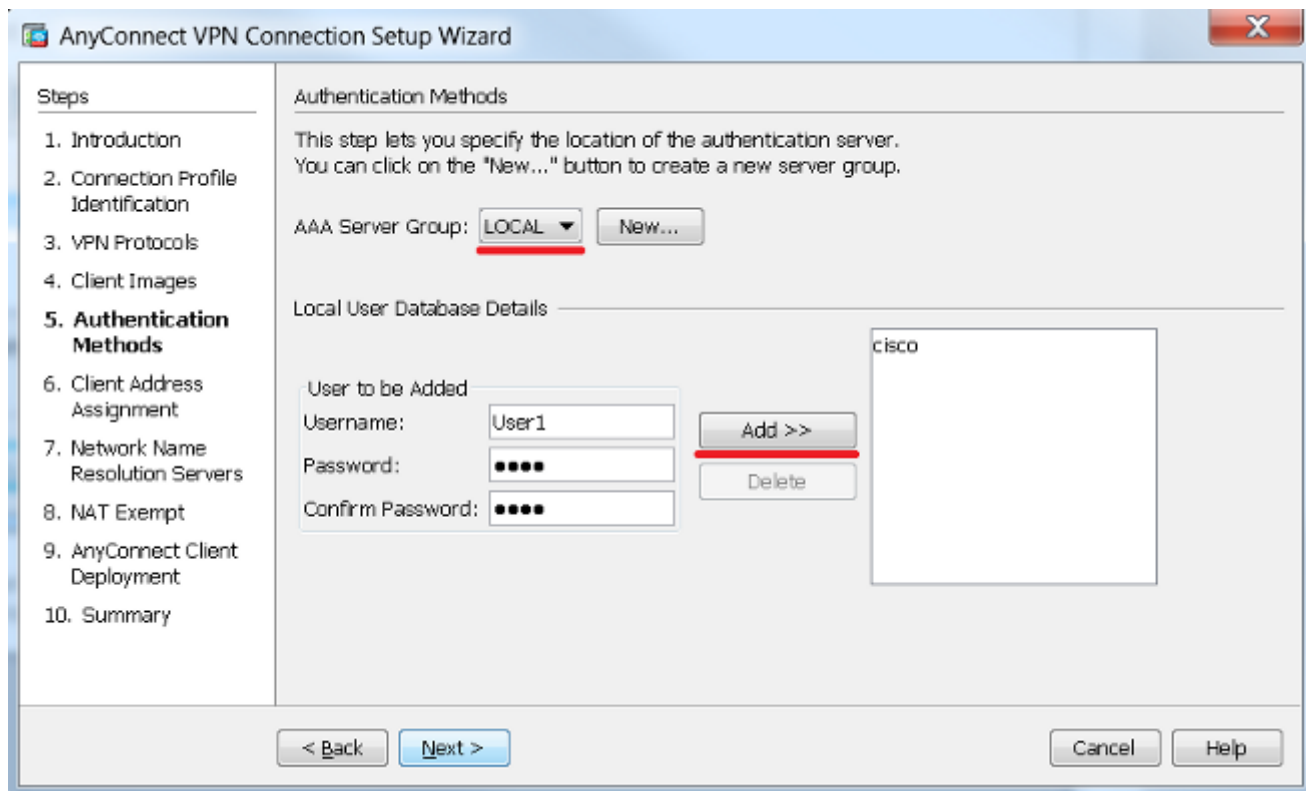 AnyConnect VPN Connection Setup Wizard
Steps
1. Introduction
2. Connection Profile
Identification
3. VPN Protocols
4. Client Images
5. Authentication
Methods
6. Client Address
Assignment
7. Network Name
Resolution Servers
8. NAT Exempt
9. AnyConnect Client
Deployment
10. Summary
Authentication Methods
This step lets you specify the location of the authentication server.
You can click on the "New..." button to create a new server group.
AAA Server Group: LOCAL New...
Local User Database Details
User to be Added
Username: User1
Password: ••••
Confirm Password: ••••
Add >>
Delete
cisco
< Back Next > Cancel Help